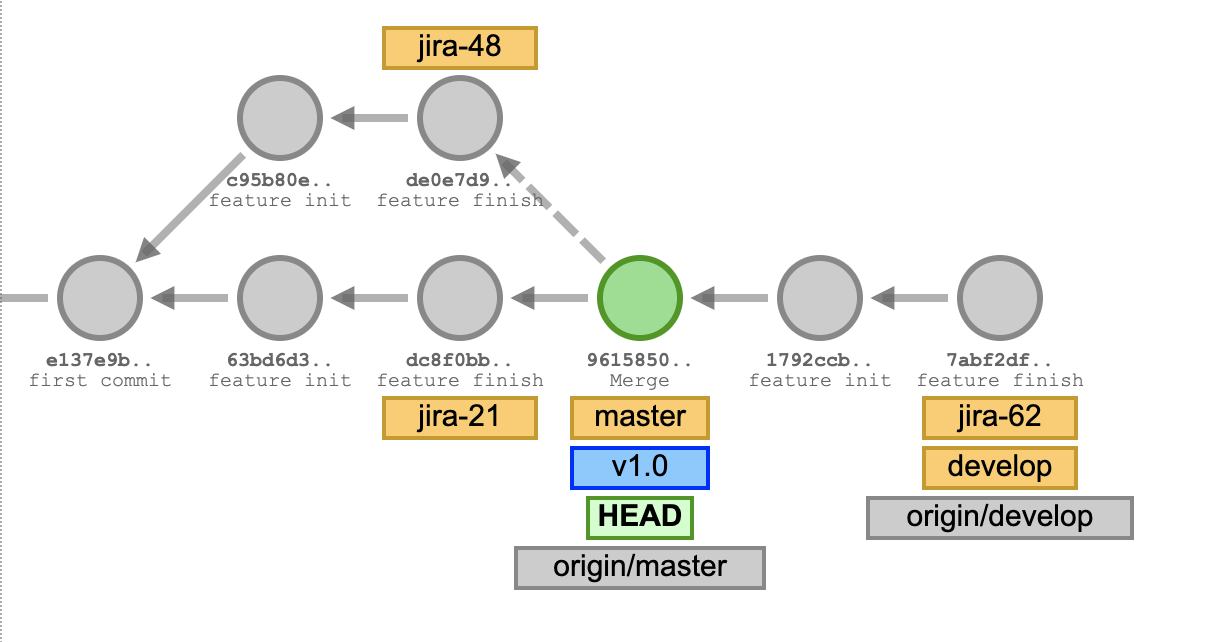 jira-48
c95b80e..
feature init
de0e7d9..
feature finish
e137e9b..
first commit
63bd6d3..
feature init
dc8f0bb..
feature finish
jira-21
9615850..
Merge
master
v1.0
HEAD
origin/master
1792ccb..
feature init
7abf2df..
feature finish
jira-62
develop
origin/develop